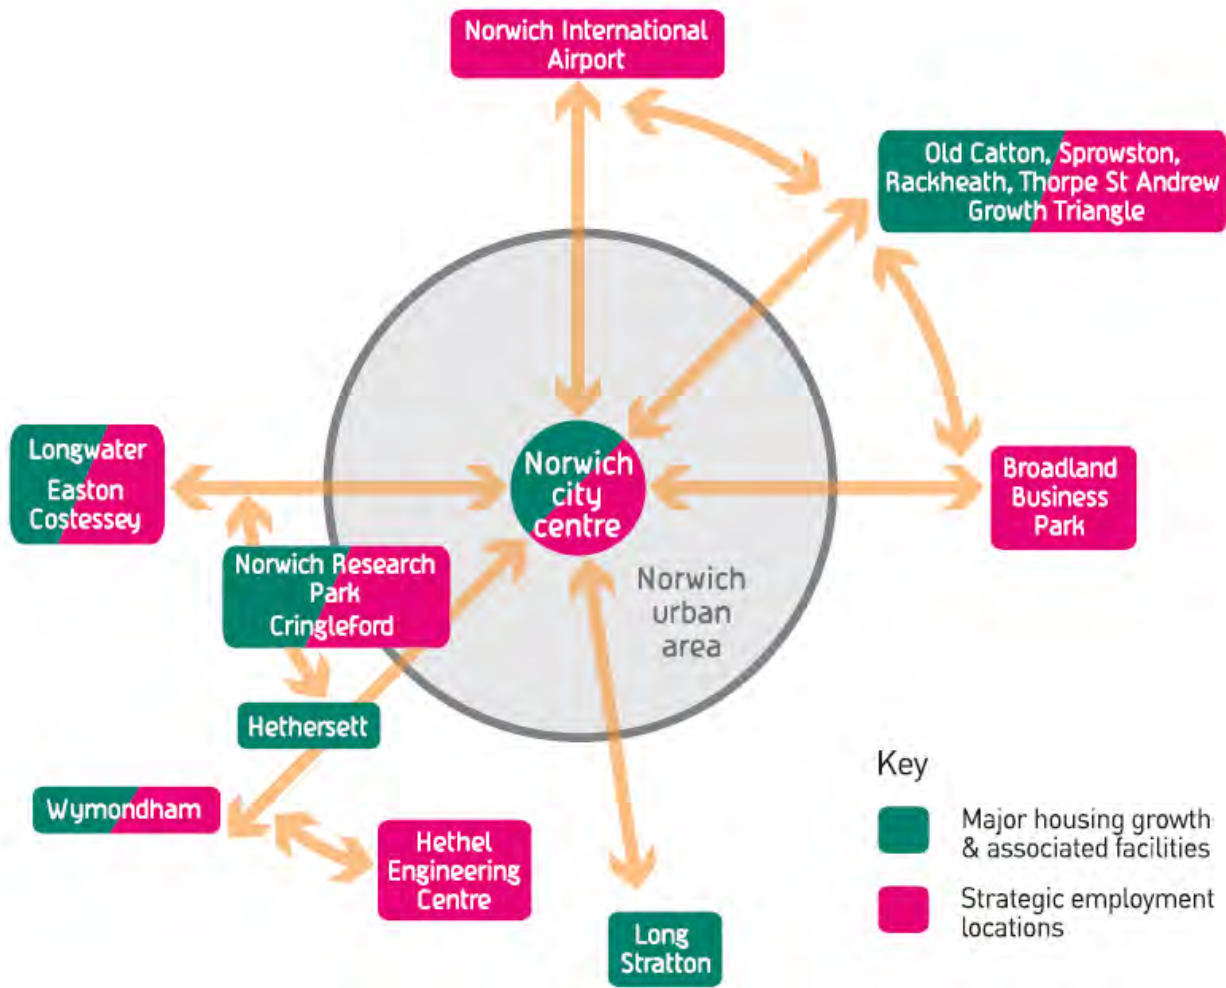 Norwich International
Airport
Old Catton, Sprowston,
Rackheath, Thorpe St Andrew
Growth Triangle
Longwater
Easton
Costessey
Norwich
city
centre
Broadland
Business
Park
Norwich Research
Park
Cringleford
Norwich
urban
area
Hethersett
Wymondham
Hethel
Engineering
Centre
Long
Stratton
Key
Major housing growth
& associated facilities
Strategic employment
locations